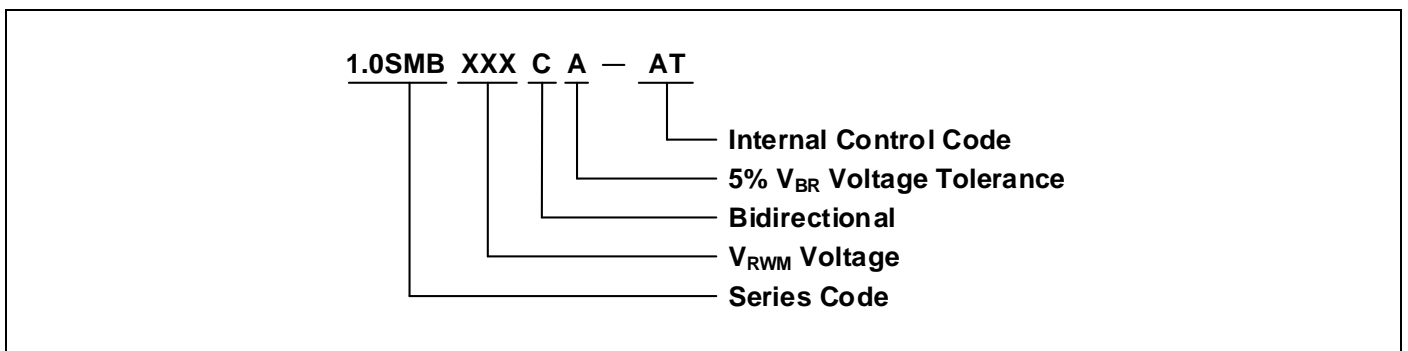 1.0SMB XXX C A — AT
Internal Control Code
5% VBR Voltage Tolerance
Bidirectional
VRWM Voltage
Series Code